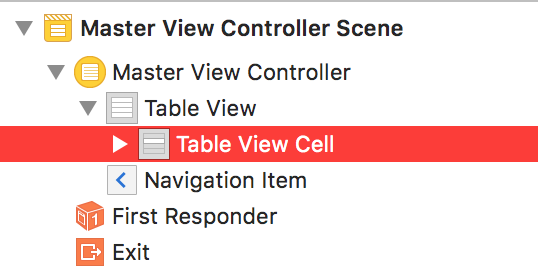 Master View Controller Scene
Master View Controller
Table View
Table View Cell
Navigation Item
First Responder
Exit